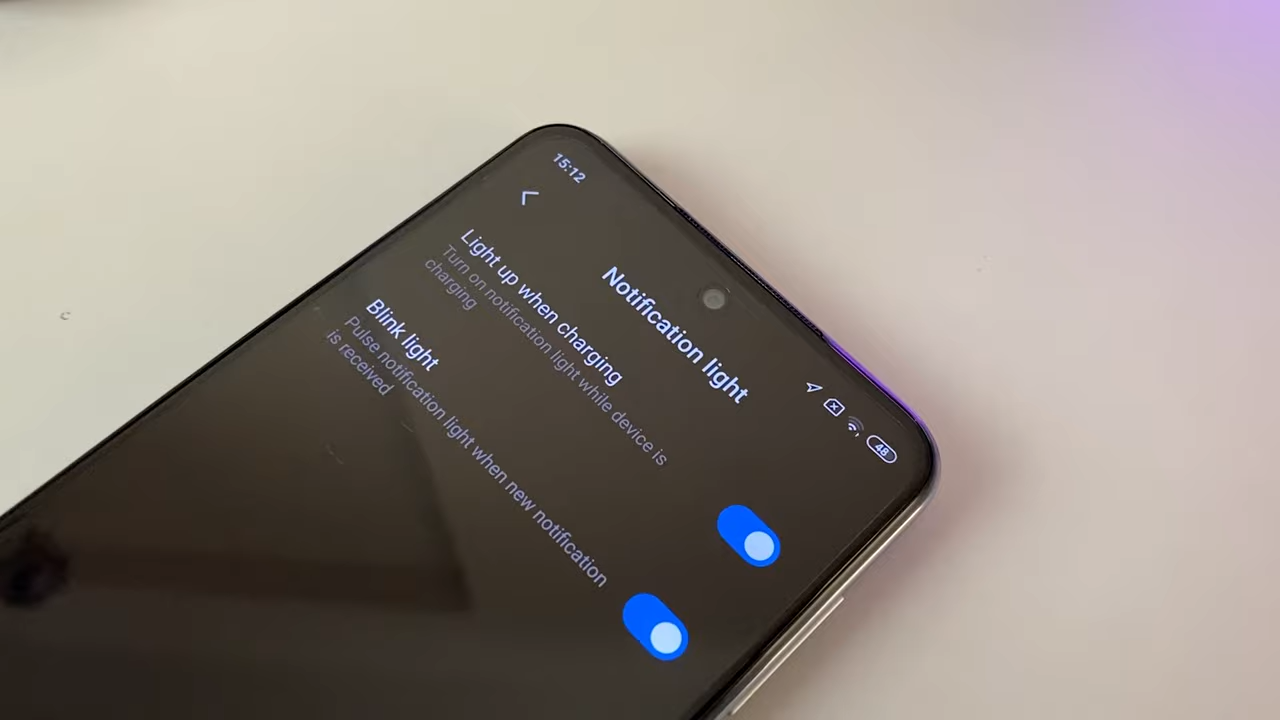 15:12
48
Notification light
Light up when charging
Turn on notification light while device is
charging
Blink light
Pulse notification light when new notification
is received